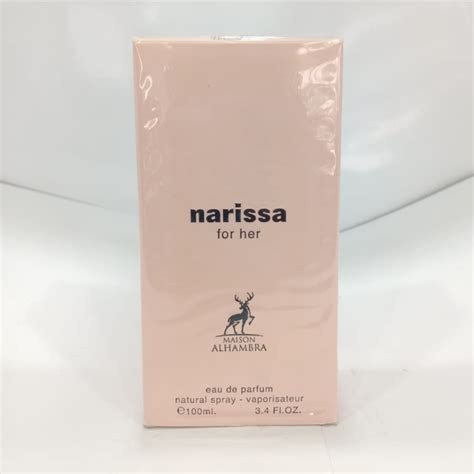 narissa
for her
MAISON
ALHAMBRA
eau de parfum
natural spray - vaporisateur
℮100ml. 3.4 Fl.OZ.